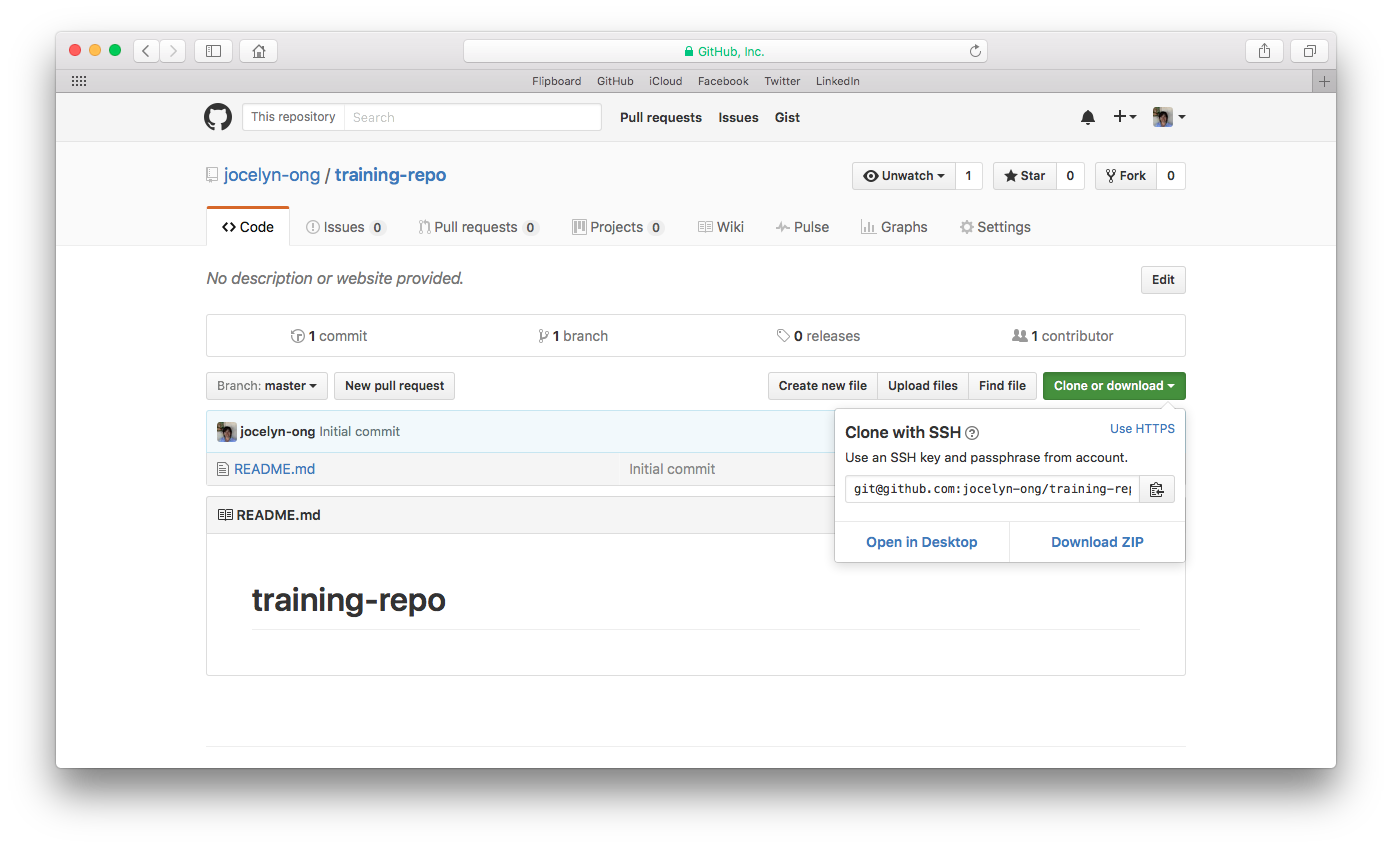 GitHub, Inc.
Flipboard GitHub iCloud Facebook Twitter LinkedIn
This repository Search Pull requests Issues Gist
jocelyn-ong / training-repo Unwatch 1 Star 0 Fork 0
Code Issues 0 Pull requests 0 Projects 0 Wiki Pulse Graphs Settings
No description or website provided. Edit
1 commit 1 branch 0 releases 1 contributor
Branch: master New pull request Create new file Upload files Find file Clone or download
jocelyn-ong Initial commit
README.md Initial commit
README.md
training-repo
Clone with SSH Use HTTPS
Use an SSH key and passphrase from account.
git@github.com:jocelyn-ong/training-rep
Open in Desktop Download ZIP